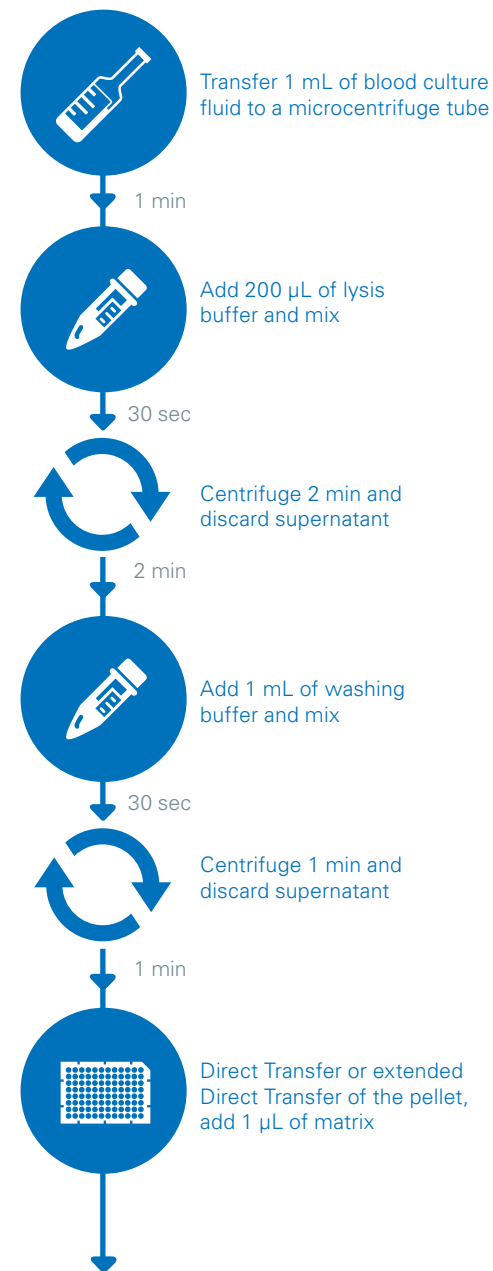 Transfer 1 mL of blood culture
fluid to a microcentrifuge tube
1 min
Add 200 µL of lysis
buffer and mix
30 sec
Centrifuge 2 min and
discard supernatant
2 min
Add 1 mL of washing
buffer and mix
30 sec
Centrifuge 1 min and
discard supernatant
1 min
Direct Transfer or extended
Direct Transfer of the pellet,
add 1 µL of matrix